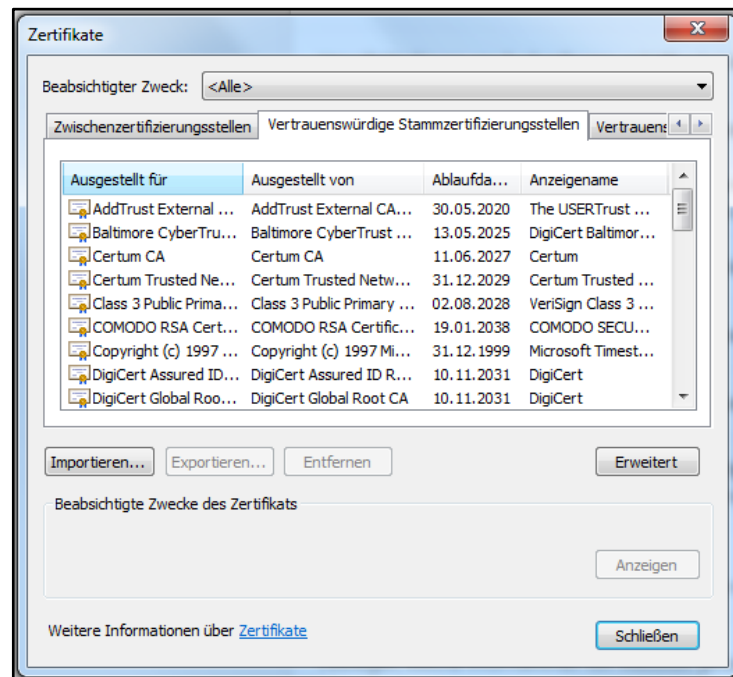 Zertifikate
Beabsichtigter Zweck: <Alle>
Zwischenzertifizierungsstellen Vertrauenswürdige Stammzertifizierungsstellen Vertrauens
Ausgestellt für Ausgestellt von Ablaufda... Anzeigename
AddTrust External ... AddTrust External CA... 30.05.2020 The USERTrust ...
Baltimore CyberTru... Baltimore CyberTrust ... 13.05.2025 DigiCert Baltimor...
Certum CA Certum CA 11.06.2027 Certum
Certum Trusted Ne... Certum Trusted Netw... 31.12.2029 Certum Trusted ...
Class 3 Public Prima... Class 3 Public Primary ... 02.08.2028 VeriSign Class 3 ...
COMODO RSA Cert... COMODO RSA Certific... 19.01.2038 COMODO SECU...
Copyright (c) 1997 ... Copyright (c) 1997 Mi... 31.12.1999 Microsoft Timest...
DigiCert Assured ID... DigiCert Assured ID R... 10.11.2031 DigiCert
DigiCert Global Roo... DigiCert Global Root CA 10.11.2031 DigiCert
Importieren... Exportieren... Entfernen Erweitert
Beabsichtigte Zwecke des Zertifikats
Anzeigen
Weitere Informationen über Zertifikate
Schließen